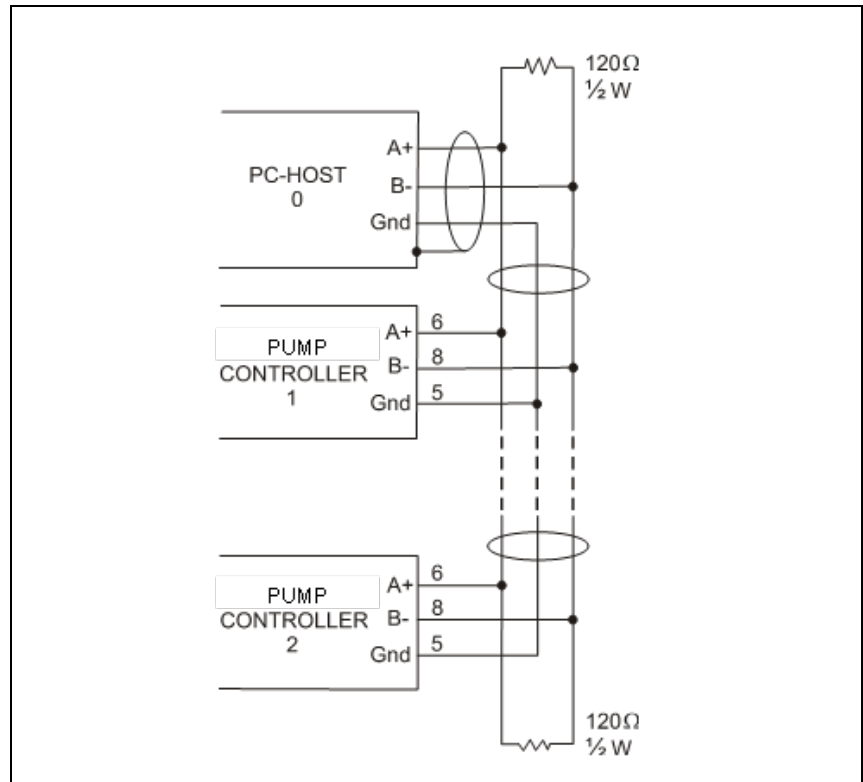 120Ω
½ W
PC-HOST
0
A+
B-
Gnd
PUMP
CONTROLLER
1
A+ 6
B- 8
Gnd 5
PUMP
CONTROLLER
2
A+ 6
B- 8
Gnd 5
120Ω
½ W